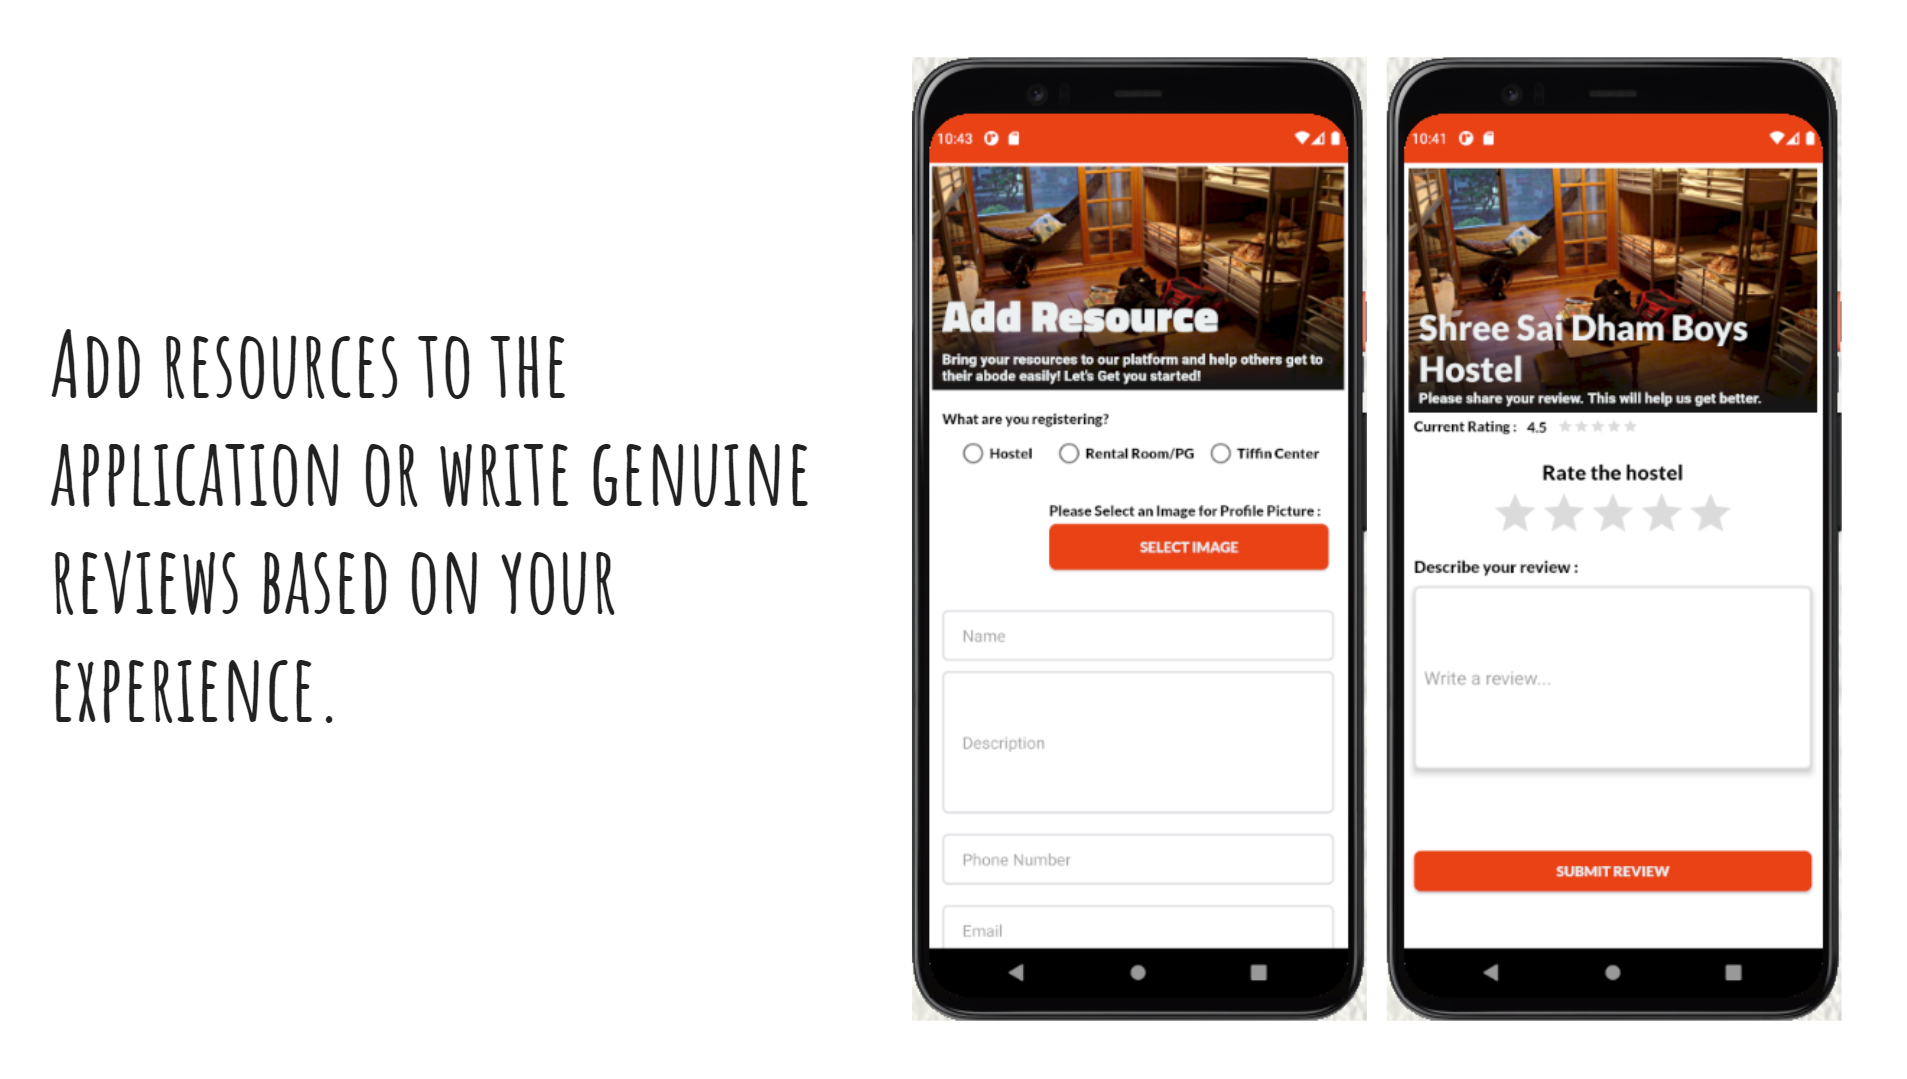 Add resources to the
application or write genuine
reviews based on your
experience.
10:43
Add Resource
Bring your resources to our platform and help others get to
their abode easily! Let's Get you started!
What are you registering?
Hostel Rental Room/PG Tiffin Center
Please Select an Image for Profile Picture :
SELECT IMAGE
Name
Description
Phone Number
Email
10:41
Shree Sai Dham Boys
Hostel
Please share your review. This will help us get better.
Current Rating : 4.5
Rate the hostel
Describe your review :
Write a review...
SUBMIT REVIEW